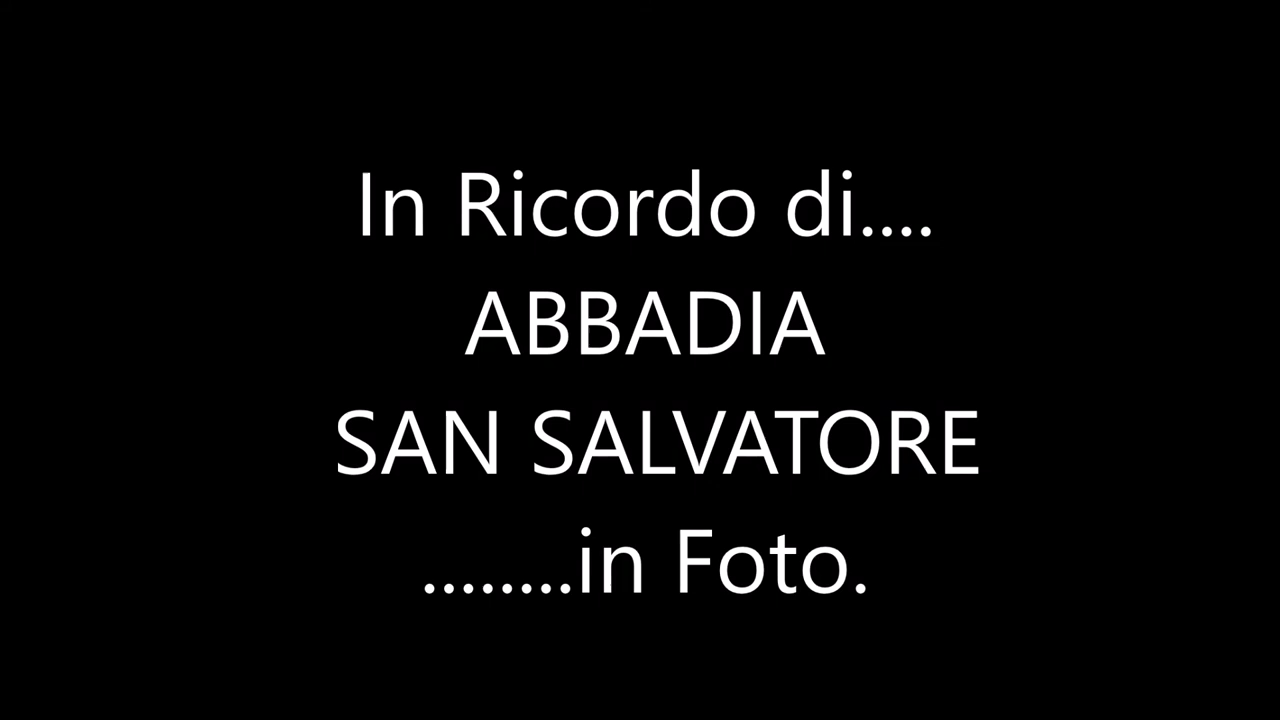 In Ricordo di....
ABBADIA
SAN SALVATORE
........in Foto.